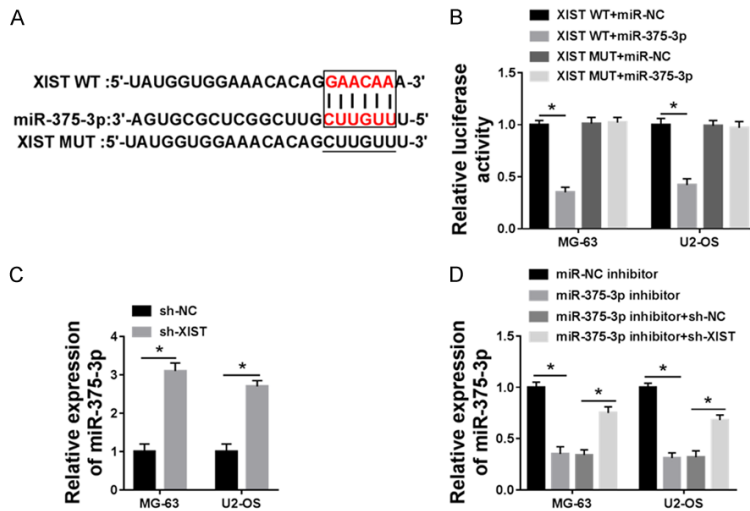 A
XIST WT :5'-UAUGGUGGAAACACAGGAACAAA-3'
miR-375-3p:3'-AGUGCGCUCGGCUUGCUUGUUU-5'
XIST MUT :5'-UAUGGUGGAAACACAGCUUGUUU-3'
B
XIST WT+miR-NC
XIST WT+miR-375-3p
XIST MUT+miR-NC
XIST MUT+miR-375-3p
Relative luciferase
activity
1.5
1.0
0.5
0.0
*
*
MG-63
U2-OS
C
sh-NC
sh-XIST
Relative expression
of miR-375-3p
4
3
2
1
0
*
*
MG-63
U2-OS
D
miR-NC inhibitor
miR-375-3p inhibitor
miR-375-3p inhibitor+sh-NC
miR-375-3p inhibitor+sh-XIST
Relative expression
of miR-375-3p
1.5
1.0
0.5
0.0
*
*
*
*
MG-63
U2-OS